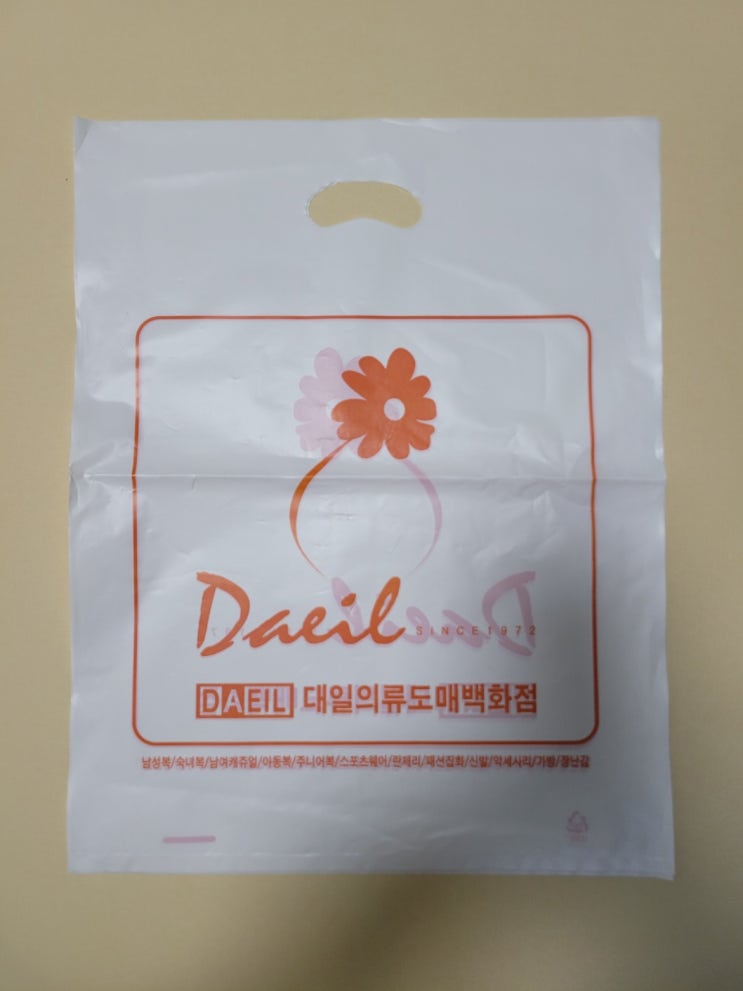 Daeil SINCE 1972
DAEIL 대일의류도매백화점
남성복/숙녀복/남여캐쥬얼/아동복/주니어복/스포츠웨어/란제리/패션잡화/신발/악세사리/가방/장난감